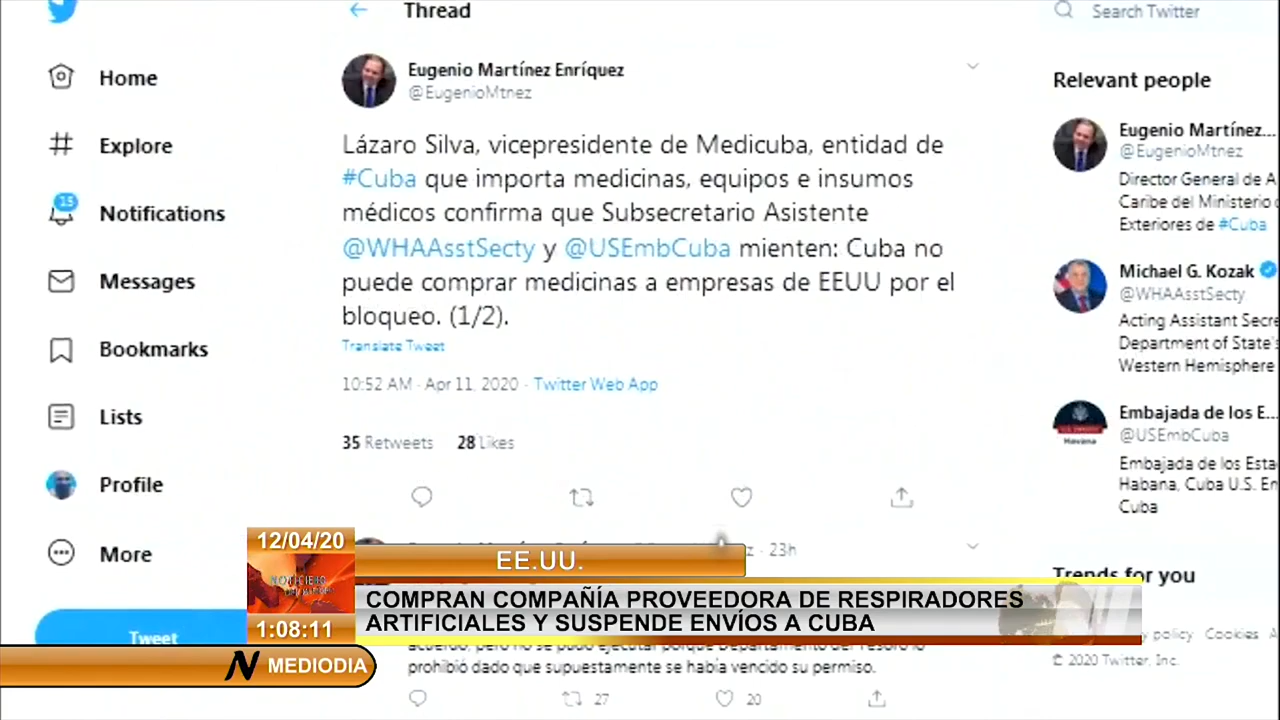 Thread
Search Twitter
Home
Explore
15
Notifications
Messages
Bookmarks
Lists
Profile
More
Tweet
Eugenio Martínez Enríquez
@EugenioMtnez
Lázaro Silva, vicepresidente de Medicuba, entidad de
#Cuba que importa medicinas, equipos e insumos
médicos confirma que Subsecretario Asistente
@WHAAsstSecty y @USEmbCuba mienten: Cuba no
puede comprar medicinas a empresas de EEUU por el
bloqueo. (1/2).
Translate Tweet
10:52 AM · Apr 11, 2020 · Twitter Web App
35 Retweets 28 Likes
· 23h
prohibió dado que supuestamente se había vencido su permiso.
27 20
Relevant people
Eugenio Martínez...
@EugenioMtnez
Director General de A
Caribe del Ministerio
Exteriores de #Cuba
Michael G. Kozak
@WHAAsstSecty
Acting Assistant Secre
Department of State's
Western Hemisphere
Embajada de los E...
@USEmbCuba
Embajada de los Esta
Habana, Cuba U.S. En
Cuba
Trends for you
policy Cookies
© 2020 Twitter, Inc.
12/04/20
EE.UU.
COMPRAN COMPAÑÍA PROVEEDORA DE RESPIRADORES
ARTIFICIALES Y SUSPENDE ENVÍOS A CUBA
1:08:11
N MEDIODIA